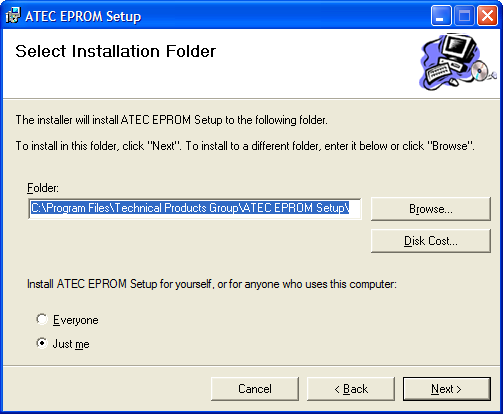 ATEC EPROM Setup
Select Installation Folder
The installer will install ATEC EPROM Setup to the following folder.
To install in this folder, click "Next". To install to a different folder, enter it below or click "Browse".
Folder:
C:\Program Files\Technical Products Group\ATEC EPROM Setup\
Browse...
Disk Cost...
Install ATEC EPROM Setup for yourself, or for anyone who uses this computer:
Everyone
Just me
Cancel
< Back
Next >